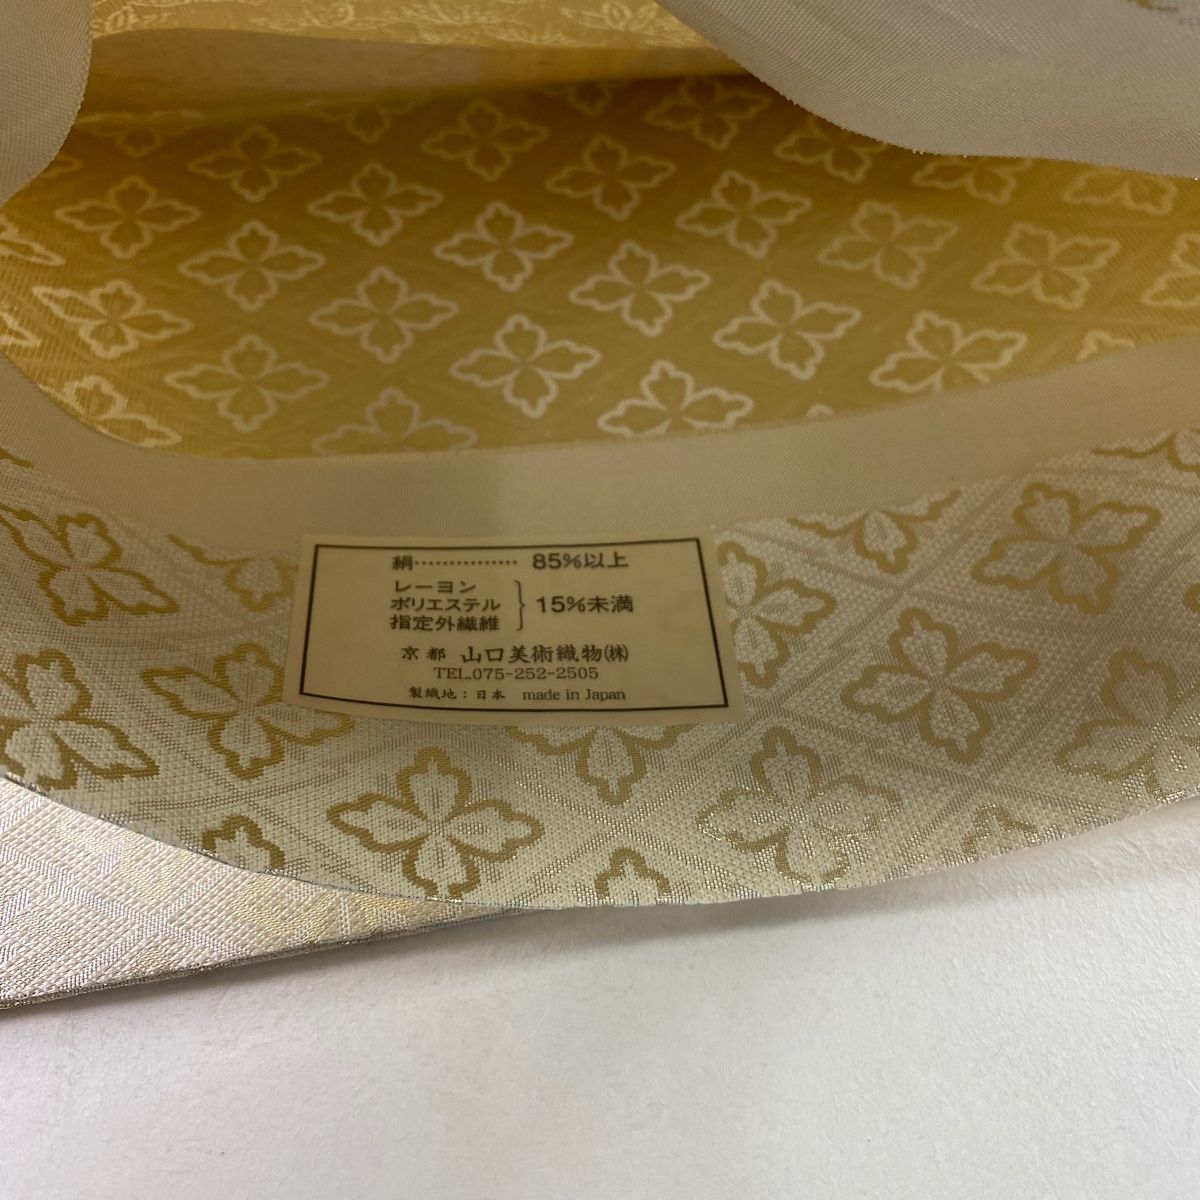 絹‥‥‥‥‥ 85%以上
レーヨン
ポリエステル
指定外繊維
15%未満
京都 山口美術織物㈱
TEL.075-252-2505
製織地：日本 made in Japan